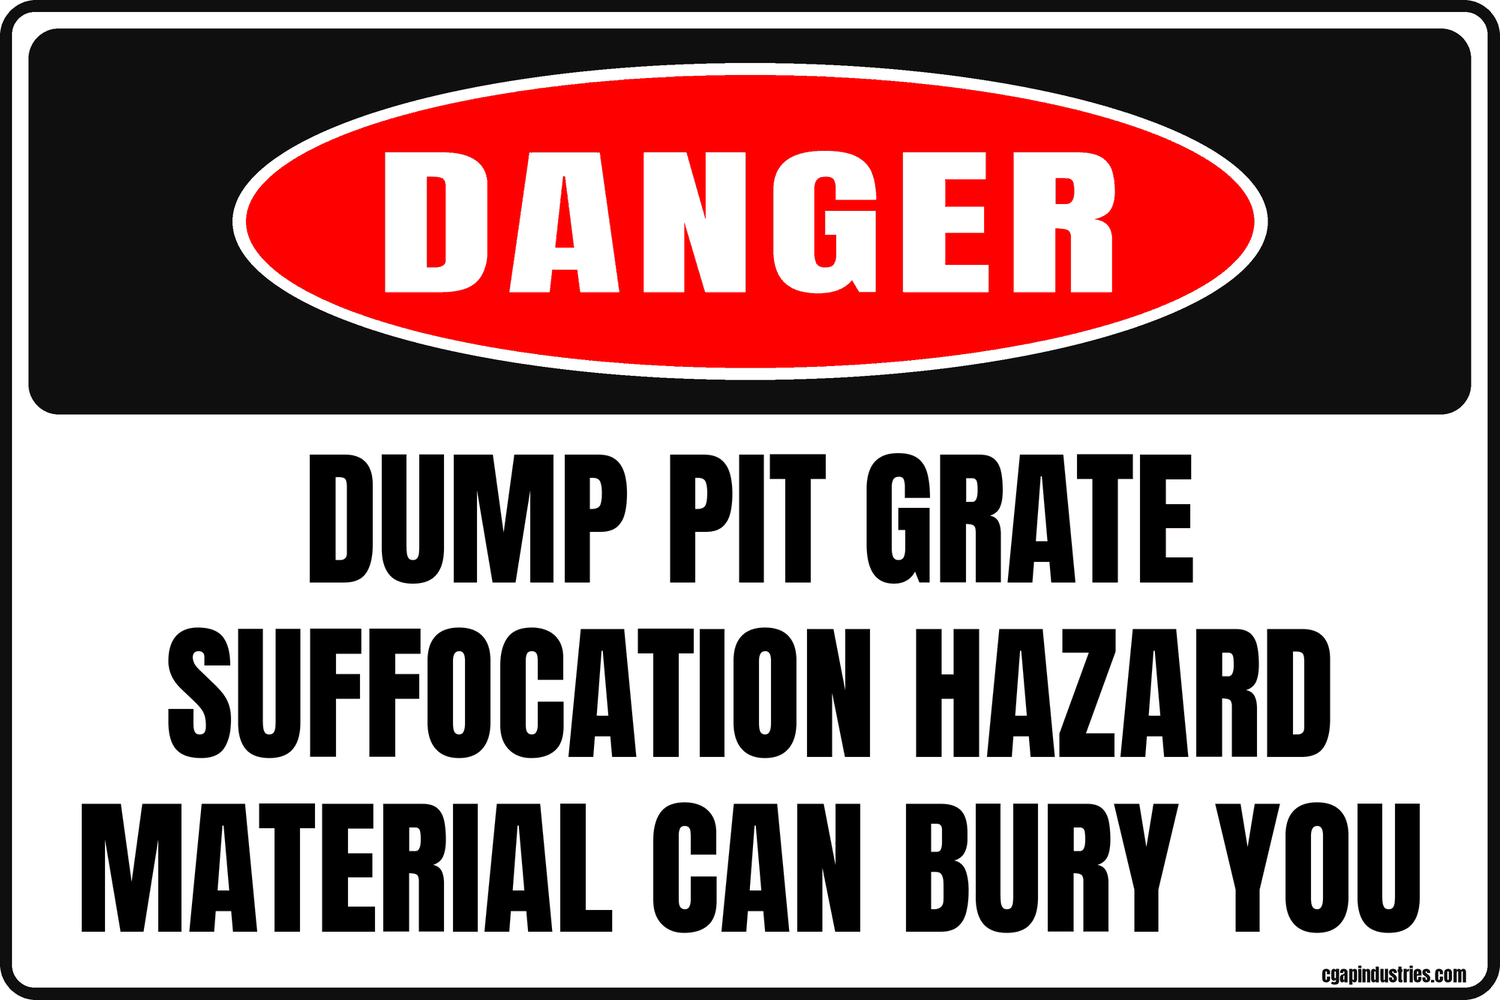 DANGER
DUMP PIT GRATE
SUFFOCATION HAZARD
MATERIAL CAN BURY YOU
cgapindustries.com